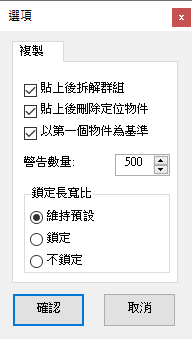 選項
複製
貼上後拆解群組
貼上後刪除定位物件
以第一個物件為基準
警告數量: 500
鎖定長寬比
維持預設
鎖定
不鎖定
確認 取消